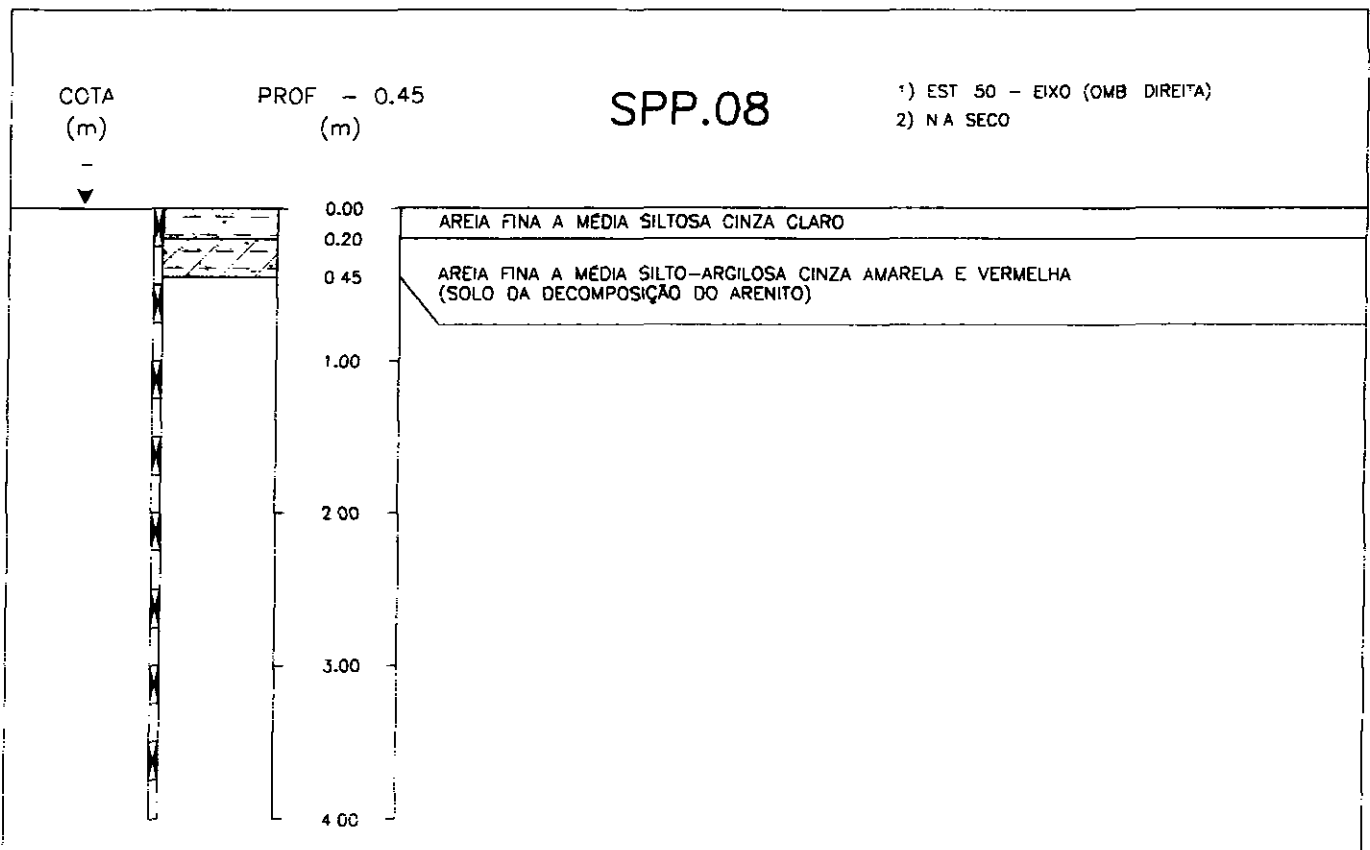 COTA
(m)
-
PROF - 0.45
(m)
SPP.08
1) EST 50 - EIXO (OMB DIREITA)
2) N A SECO
0.00
AREIA FINA A MÉDIA SILTOSA CINZA CLARO
0.20
0 45
AREIA FINA A MÉDIA SILTO-ARGILOSA CINZA AMARELA E VERMELHA
(SOLO DA DECOMPOSIÇÃO DO ARENITO)
1.00
2 00
3.00
4 00